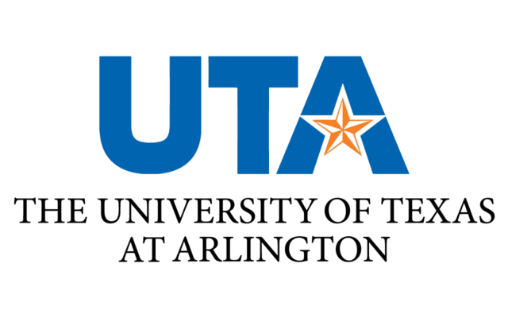 UTA
THE UNIVERSITY OF TEXAS
AT ARLINGTON